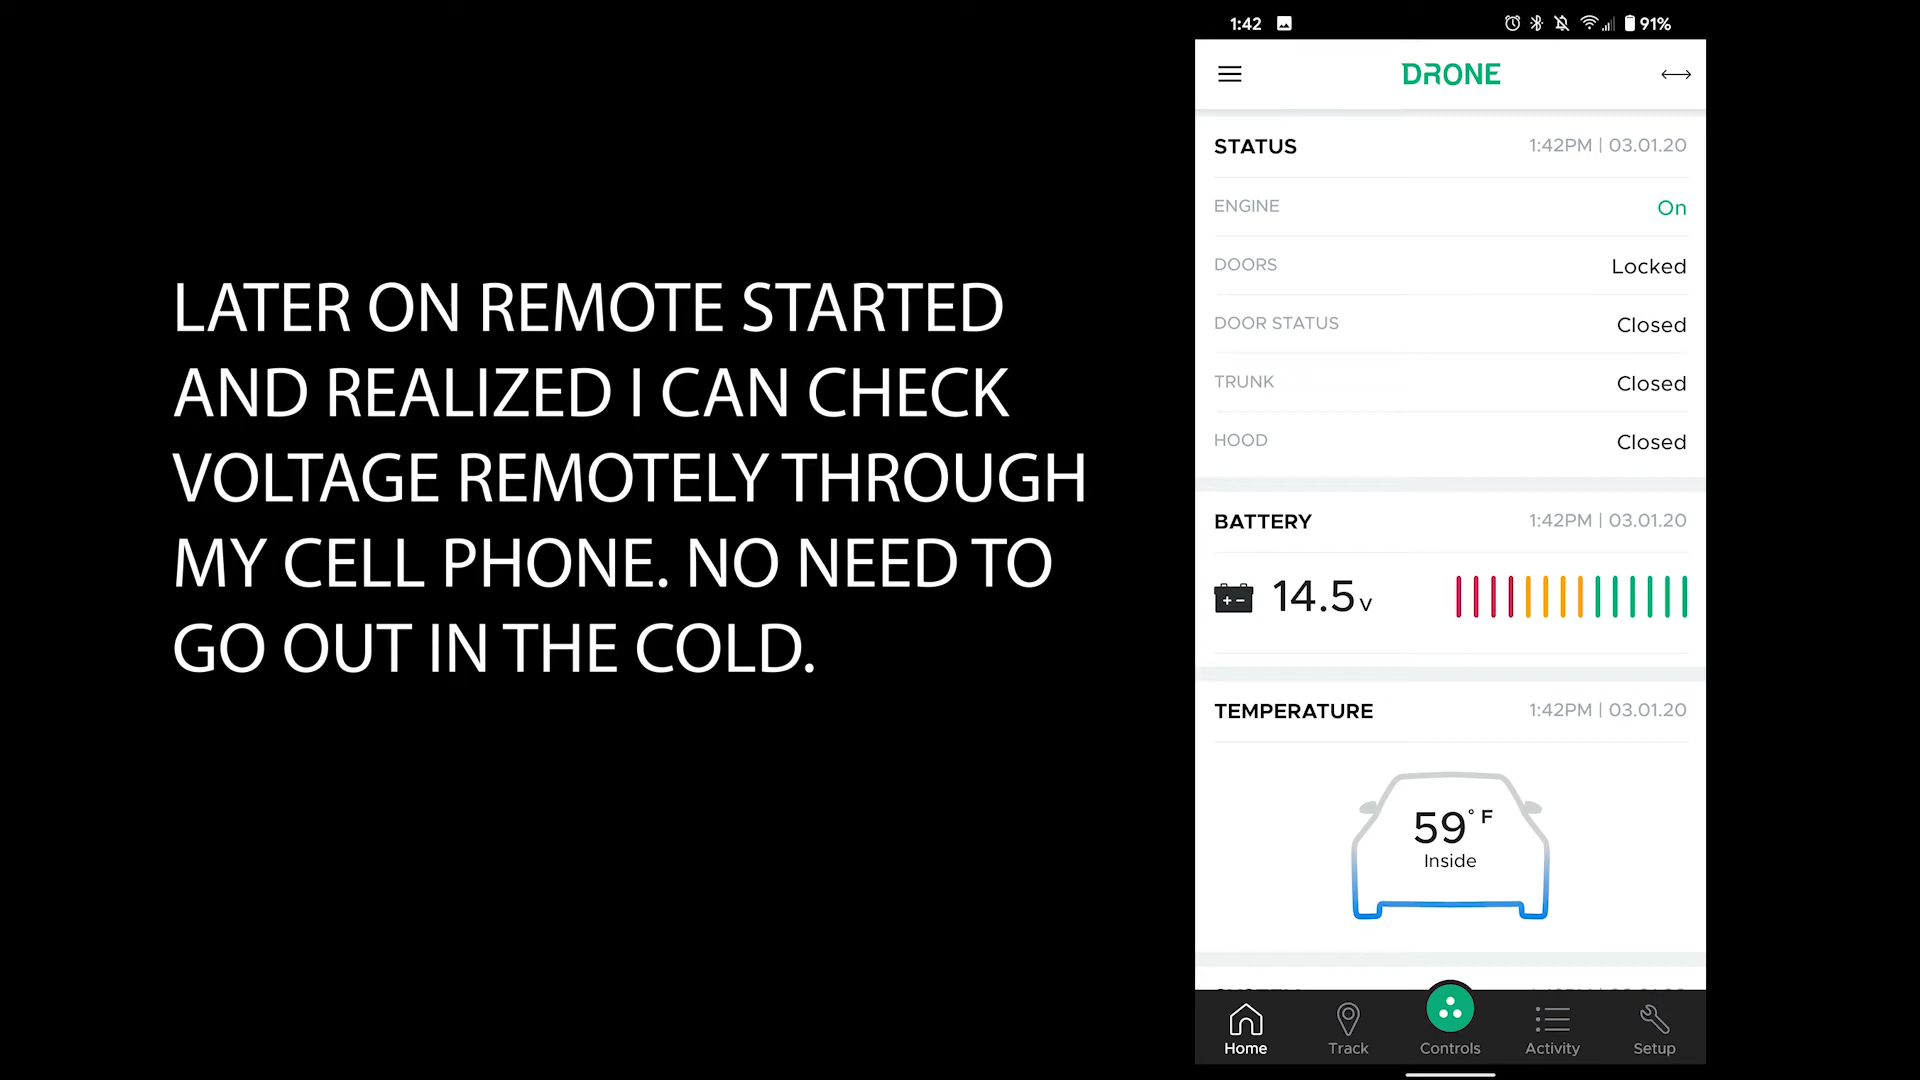 LATER ON REMOTE STARTED
AND REALIZED I CAN CHECK
VOLTAGE REMOTELY THROUGH
MY CELL PHONE. NO NEED TO
GO OUT IN THE COLD.
1:42 91%
DRONE
STATUS 1:42PM | 03.01.20
ENGINE On
DOORS Locked
DOOR STATUS Closed
TRUNK Closed
HOOD Closed
BATTERY 1:42PM | 03.01.20
14.5 v
TEMPERATURE 1:42PM | 03.01.20
59° F
Inside
Home Track Controls Activity Setup